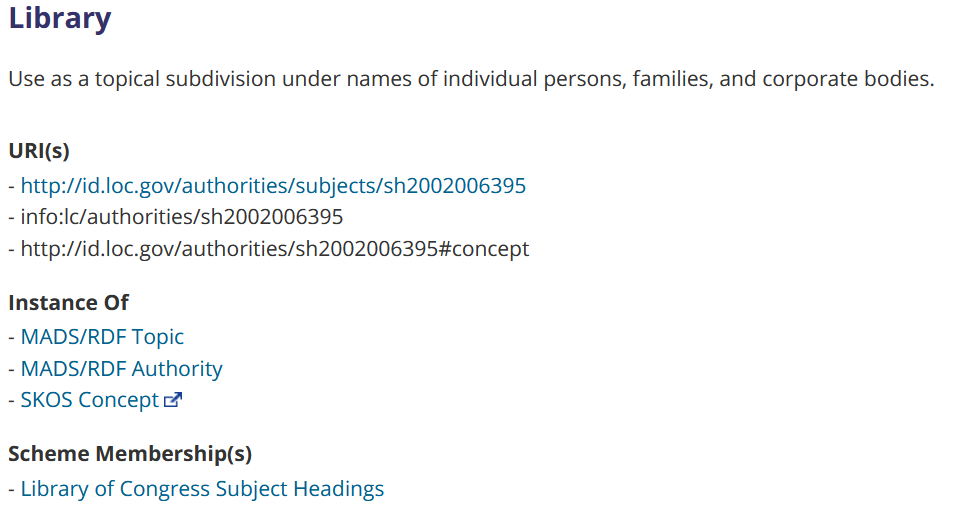 Library
Use as a topical subdivision under names of individual persons, families, and corporate bodies.
URI(s)
- http://id.loc.gov/authorities/subjects/sh2002006395
- info:lc/authorities/sh2002006395
- http://id.loc.gov/authorities/sh2002006395#concept
Instance Of
- MADS/RDF Topic
- MADS/RDF Authority
- SKOS Concept
Scheme Membership(s)
- Library of Congress Subject Headings